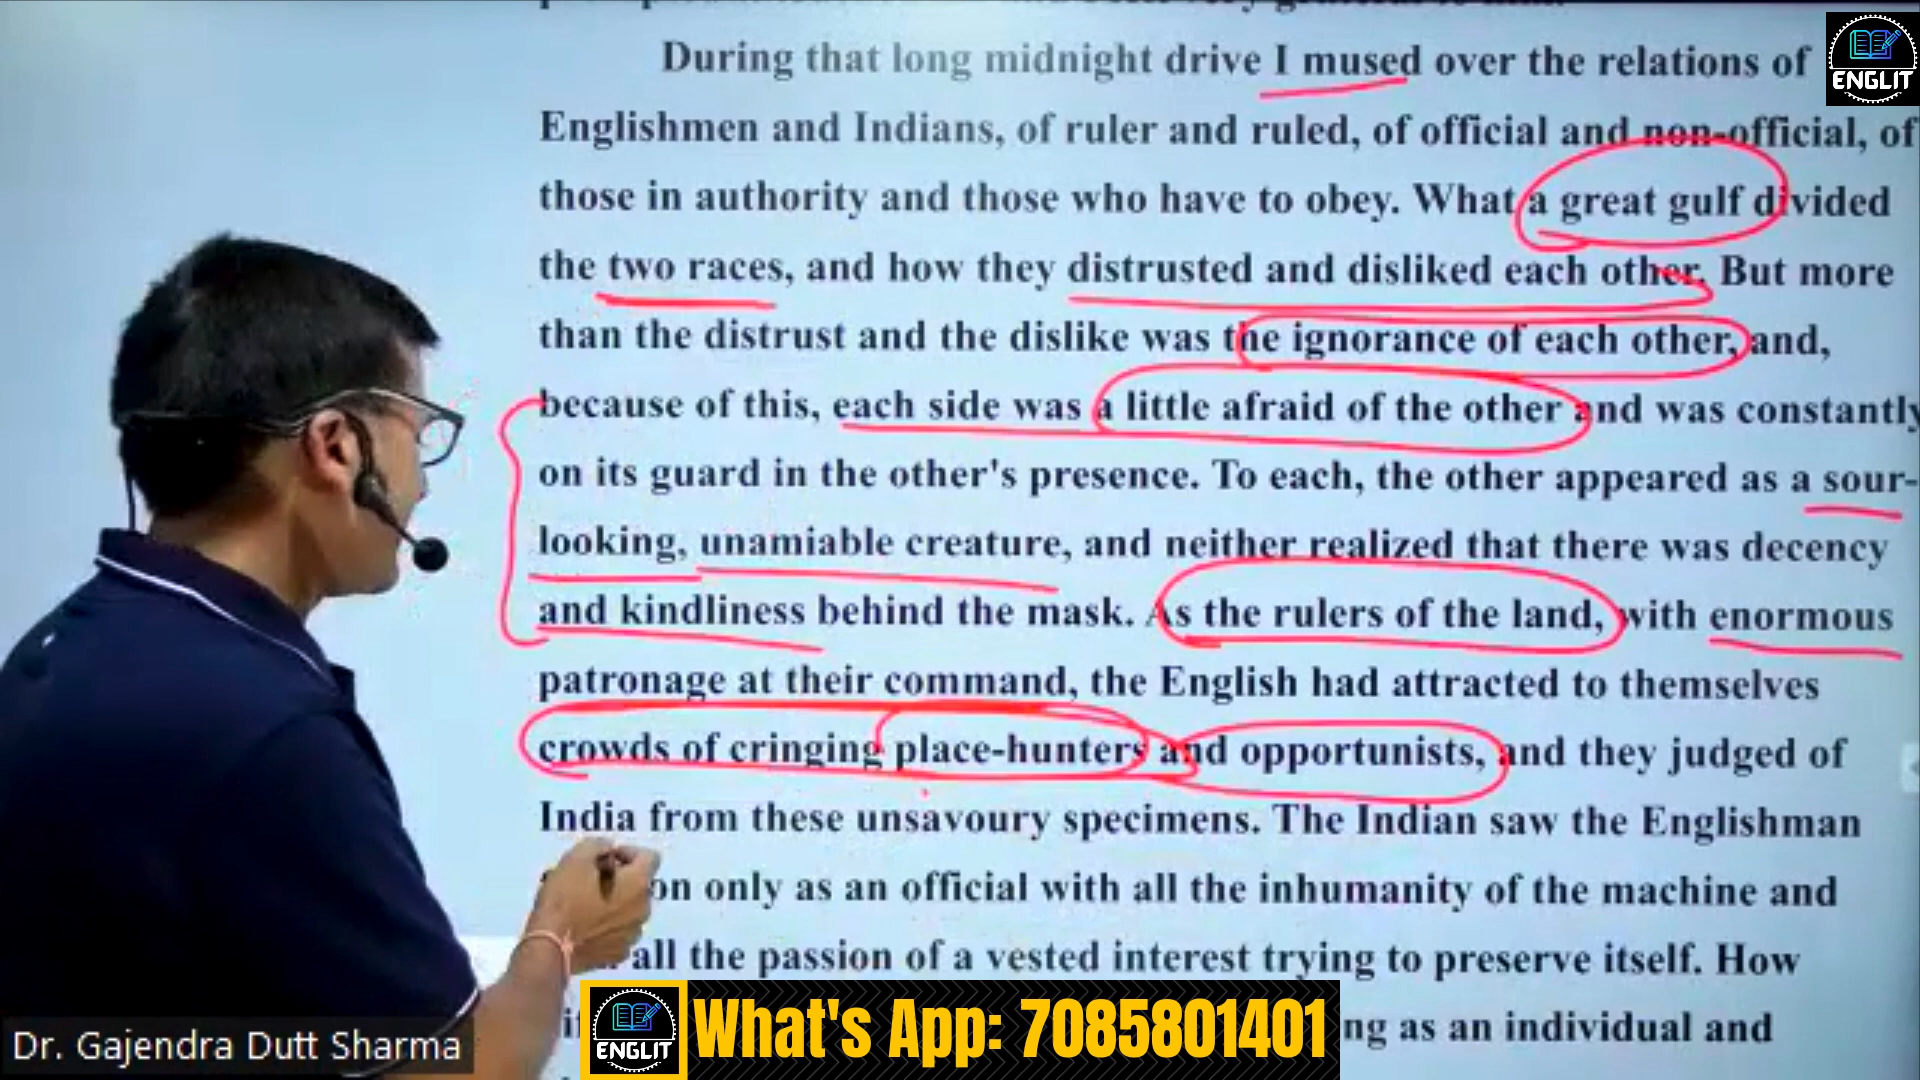 During that long midnight drive I mused over the relations of
Englishmen and Indians, of ruler and ruled, of official and non-official, of
those in authority and those who have to obey. What a great gulf divided
the two races, and how they distrusted and disliked each other. But more
than the distrust and the dislike was the ignorance of each other, and,
because of this, each side was a little afraid of the other and was constantly
on its guard in the other's presence. To each, the other appeared as a sour-
looking, unamiable creature, and neither realized that there was decency
and kindliness behind the mask. As the rulers of the land, with enormous
patronage at their command, the English had attracted to themselves
crowds of cringing place-hunters and opportunists, and they judged of
India from these unsavoury specimens. The Indian saw the Englishman
only as an official with all the inhumanity of the machine and
all the passion of a vested interest trying to preserve itself. How
as an individual and
ENGLIT
ENGLIT
What's App: 7085801401
Dr. Gajendra Dutt Sharma